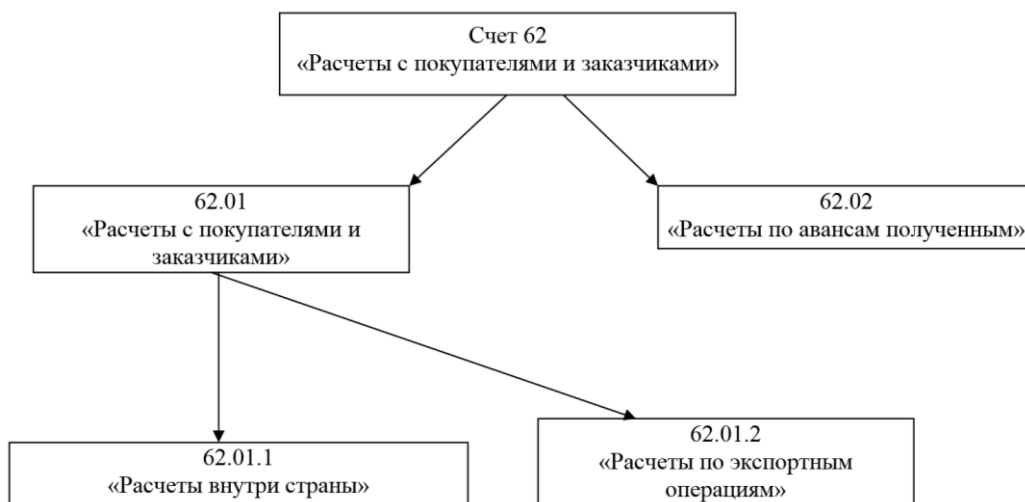 Счет 62
«Расчеты с покупателями и заказчиками»
62.01
«Расчеты с покупателями и
заказчиками»
62.02
«Расчеты по авансам полученным»
62.01.1
«Расчеты внутри страны»
62.01.2
«Расчеты по экспортным
операциям»